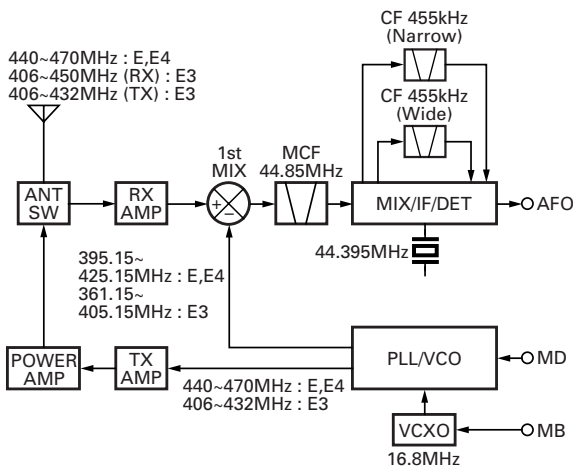 440~470MHz : E,E4
406~450MHz (RX) : E3
406~432MHz (TX) : E3
CF 455kHz
(Narrow)
CF 455kHz
(Wide)
1st
MIX
MCF
44.85MHz
ANT
SW
RX
AMP
+
−
MIX/IF/DET
AFO
44.395MHz
395.15~
425.15MHz : E,E4
361.15~
405.15MHz : E3
POWER
AMP
TX
AMP
PLL/VCO
MD
440~470MHz : E,E4
406~432MHz : E3
VCXO
MB
16.8MHz